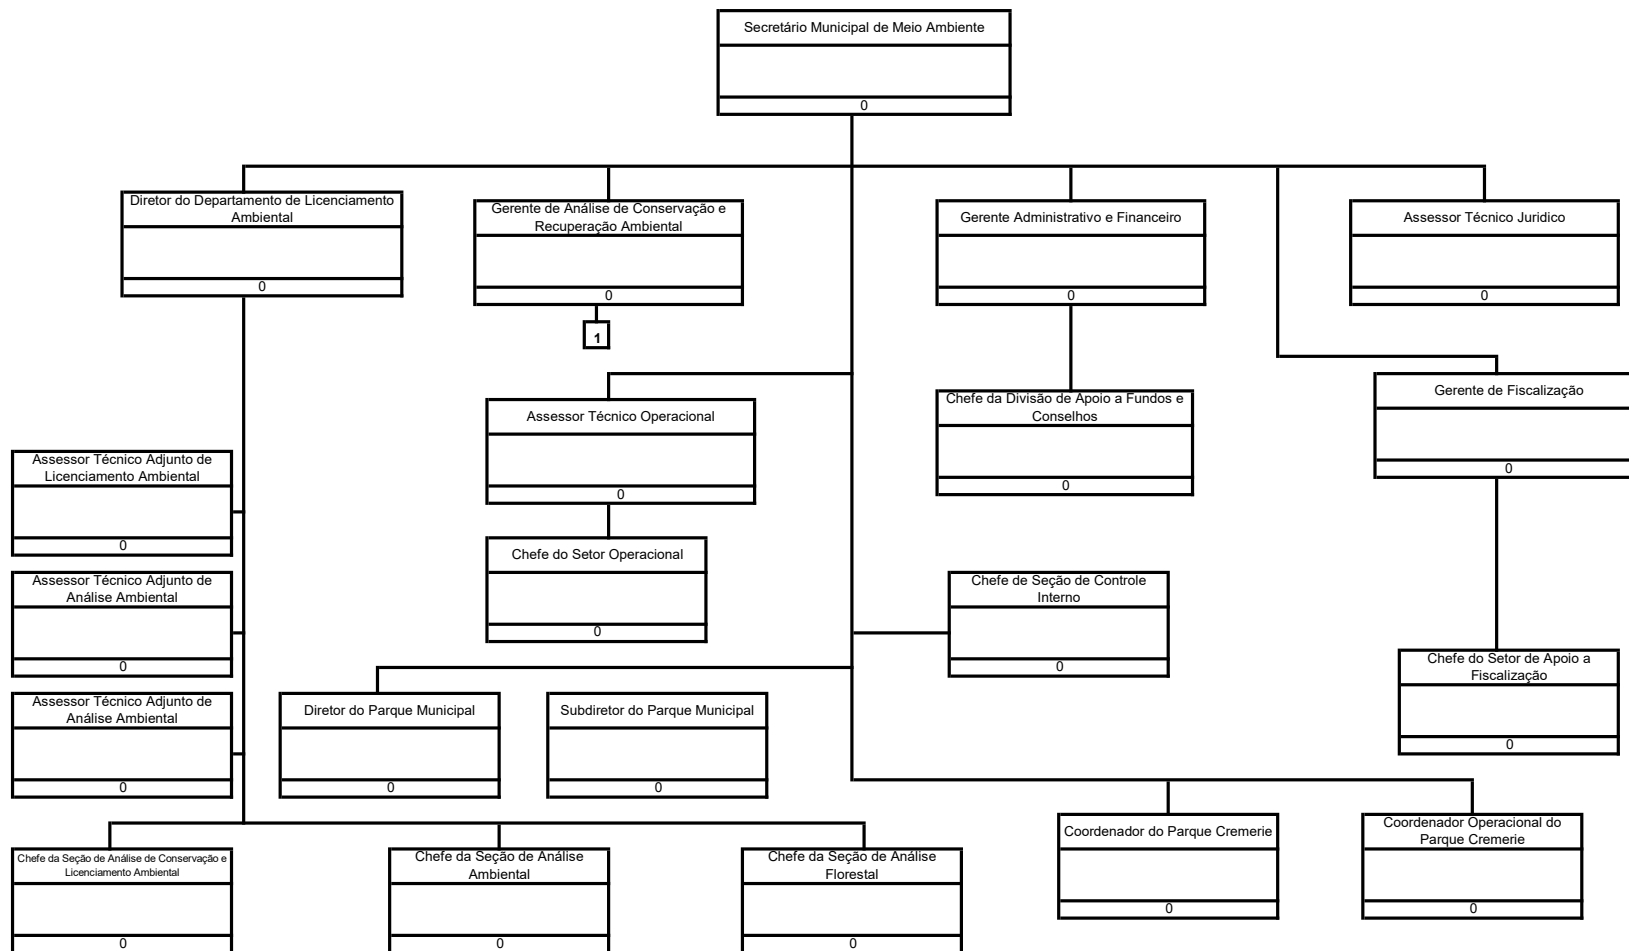 Secretário Municipal de Meio Ambiente
0
Diretor do Departamento de Licenciamento
Ambiental
0
Gerente de Análise de Conservação e
Recuperação Ambiental
0
1
Gerente Administrativo e Financeiro
0
Assessor Técnico Juridico
0
Assessor Técnico Operacional
0
Chefe da Divisão de Apoio a Fundos e
Conselhos
0
Gerente de Fiscalização
0
Assessor Técnico Adjunto de
Licenciamento Ambiental
0
Chefe do Setor Operacional
0
Assessor Técnico Adjunto de
Análise Ambiental
0
Chefe de Seção de Controle
Interno
0
Chefe do Setor de Apoio a
Fiscalização
0
Assessor Técnico Adjunto de
Análise Ambiental
0
Diretor do Parque Municipal
0
Subdiretor do Parque Municipal
0
Coordenador do Parque Cremerie
0
Coordenador Operacional do
Parque Cremerie
0
Chefe da Seção de Análise de Conservação e
Licenciamento Ambiental
0
Chefe da Seção de Análise
Ambiental
0
Chefe da Seção de Análise
Florestal
0